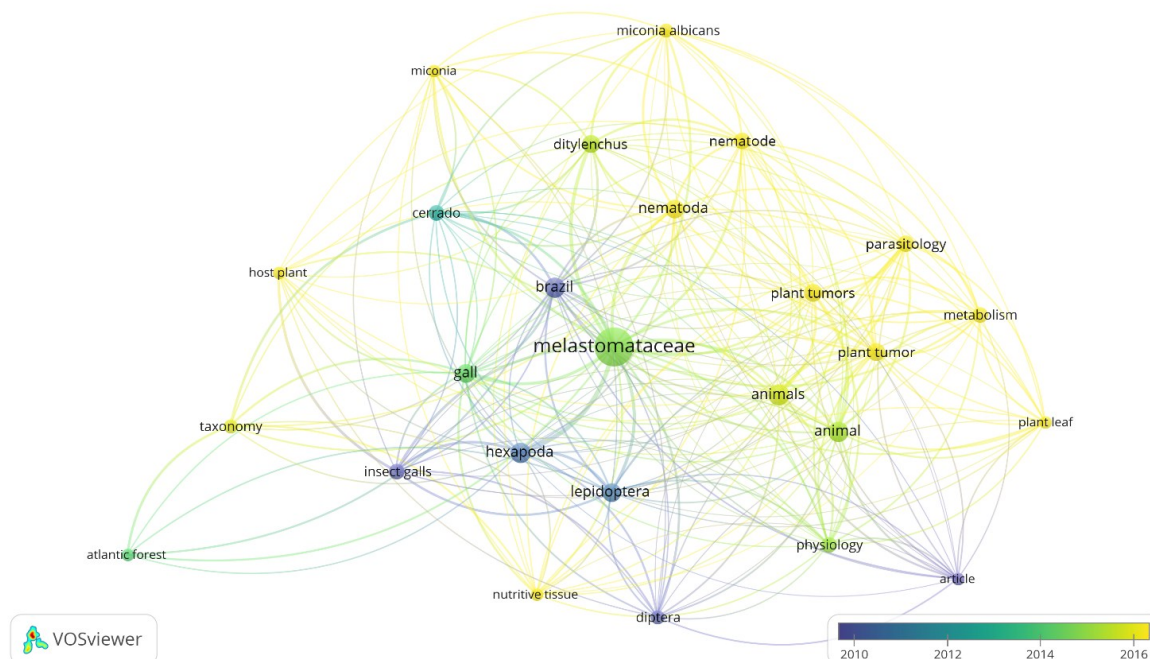 miconia albicans
miconia
ditylenchus
nematode
nematoda
cerrado
parasitology
host plant
brazil
plant tumors
metabolism
melastomataceae
plant tumor
gall
animals
plant leaf
taxonomy
animal
hexapoda
insect galls
lepidoptera
physiology
atlantic forest
article
nutritive tissue
diptera
VOSviewer
2010 2012 2014 2016